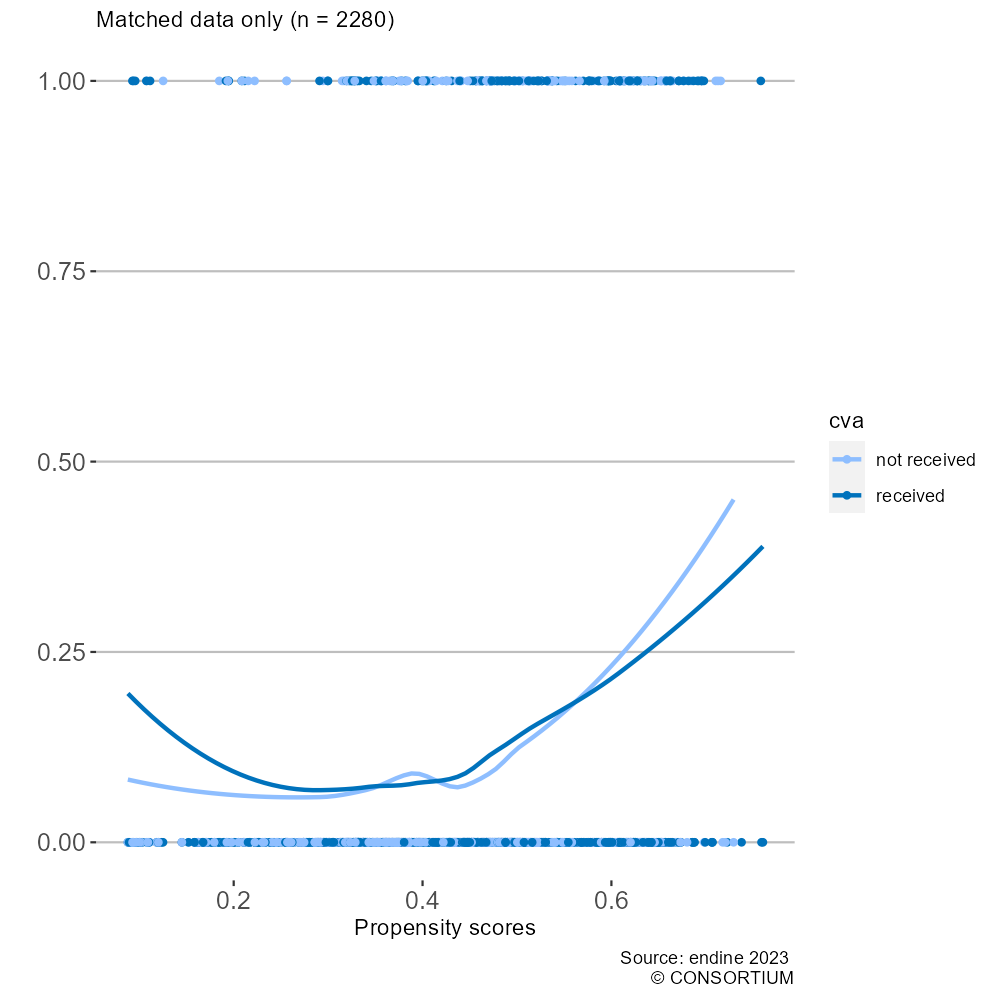 Matched data only (n = 2280)
1.00
0.75
0.50
0.25
0.00
0.2 0.4 0.6
Propensity scores
cva
not received
received
Source: endine 2023
© CONSORTIUM